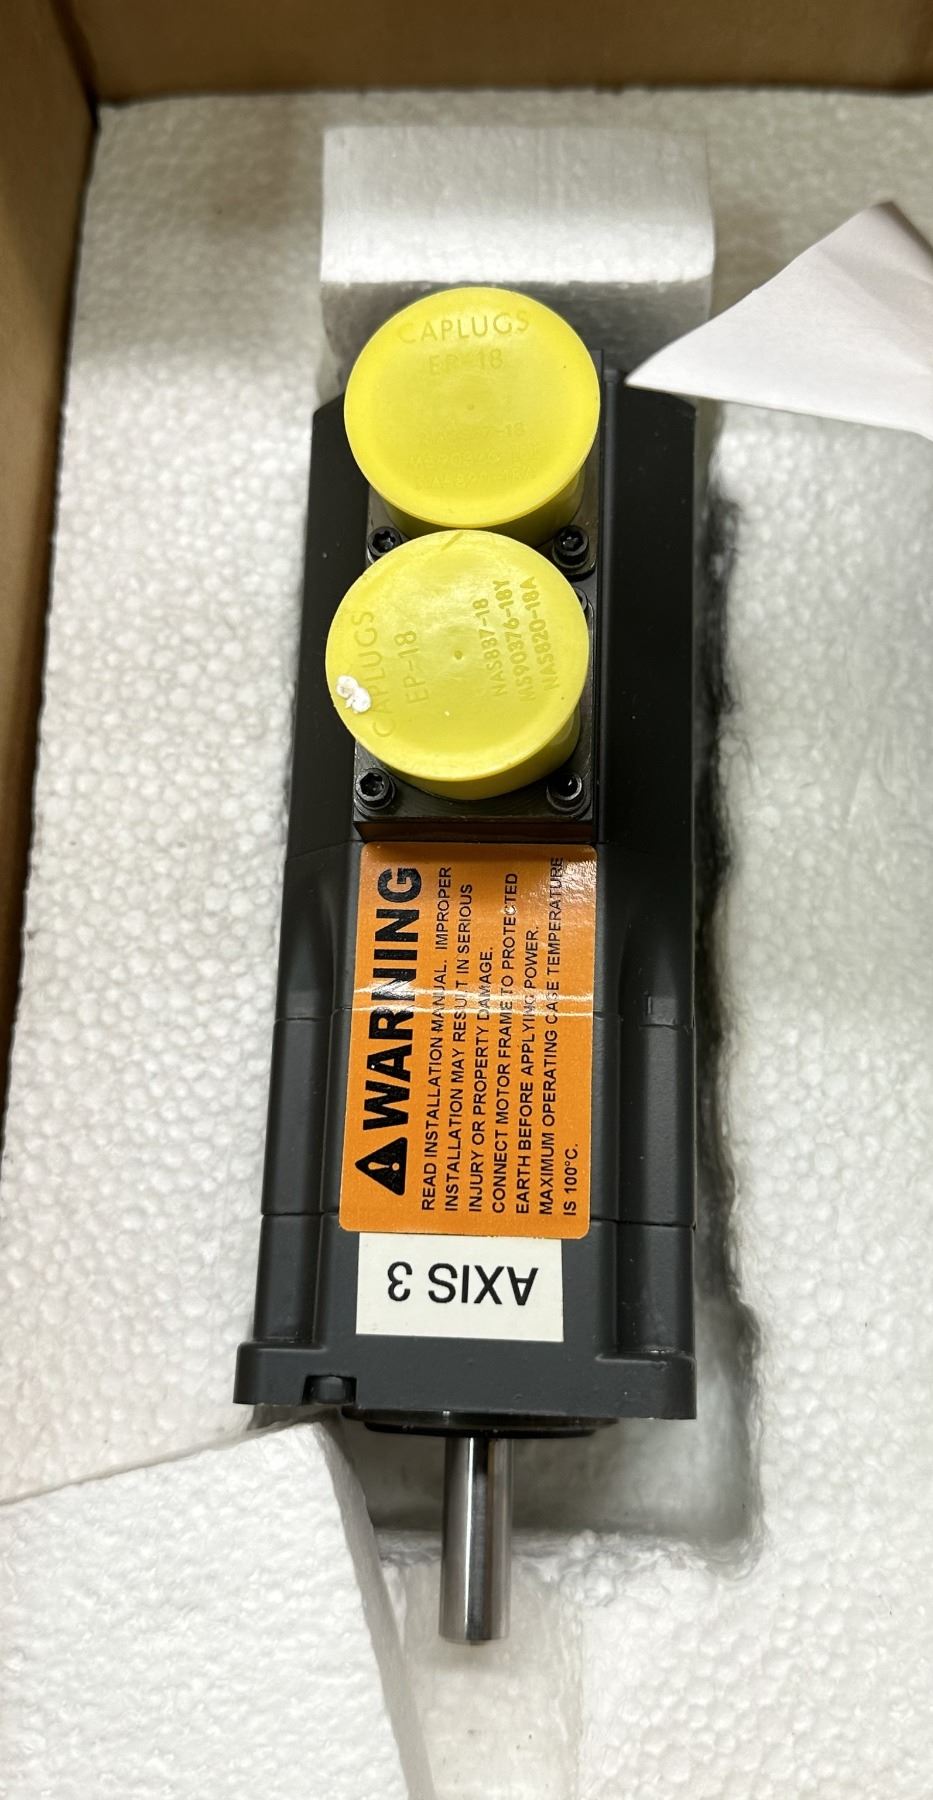 CAPLUGS
EP-18
CAPLUGS
EP-18
NAS837-18
MS90376-18Y
NAS820-18A
WARNING
READ INSTALLATION MANUAL. IMPROPER
INSTALLATION MAY RESULT IN SERIOUS
INJURY OR PROPERTY DAMAGE.
CONNECT MOTOR FRAME TO PROTECTED
EARTH BEFORE APPLYING POWER.
MAXIMUM OPERATING CASE TEMPERATURE
IS 100°C.
AXIS 3